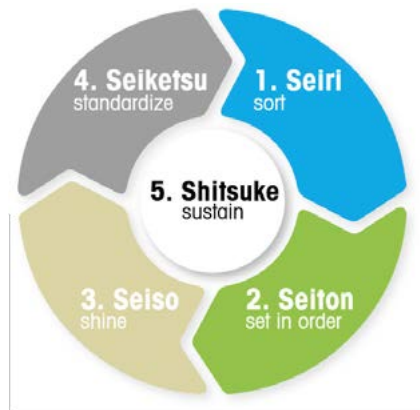 1. Seiri
sort
2. Seiton
set in order
3. Seiso
shine
4. Seiketsu
standardize
5. Shitsuke
sustain